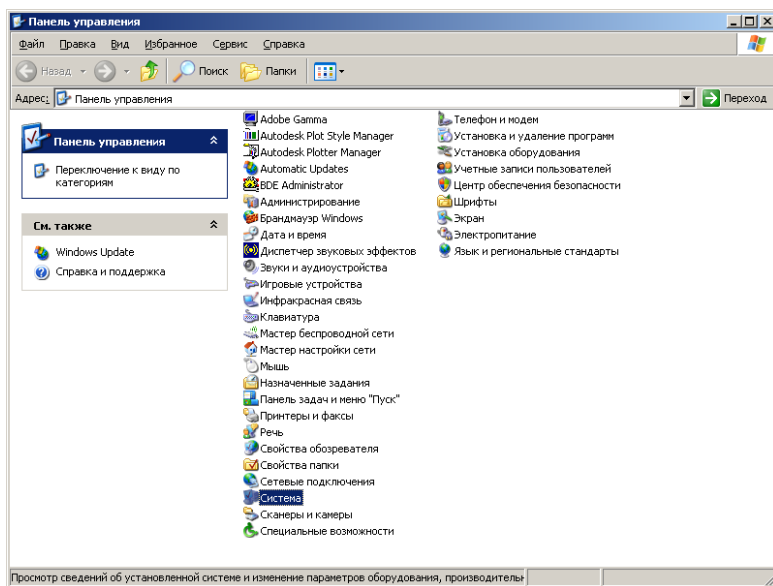 Панель управления
Файл Правка Вид Избранное Сервис Справка
Назад Поиск Папки
Адрес: Панель управления Переход
Панель управления
Переключение к виду по
категориям
См. также
Windows Update
Справка и поддержка
Adobe Gamma
Autodesk Plot Style Manager
Autodesk Plotter Manager
Automatic Updates
BDE Administrator
Администрирование
Брандмауэр Windows
Дата и время
Диспетчер звуковых эффектов
Звуки и аудиоустройства
Игровые устройства
Инфракрасная связь
Клавиатура
Мастер беспроводной сети
Мастер настройки сети
Мышь
Назначенные задания
Панель задач и меню "Пуск"
Принтеры и факсы
Речь
Свойства обозревателя
Свойства папки
Сетевые подключения
Система
Сканеры и камеры
Специальные возможности
Телефон и модем
Установка и удаление программ
Установка оборудования
Учетные записи пользователей
Центр обеспечения безопасности
Шрифты
Экран
Электропитание
Язык и региональные стандарты
Просмотр сведений об установленной системе и изменение параметров оборудования, производительн